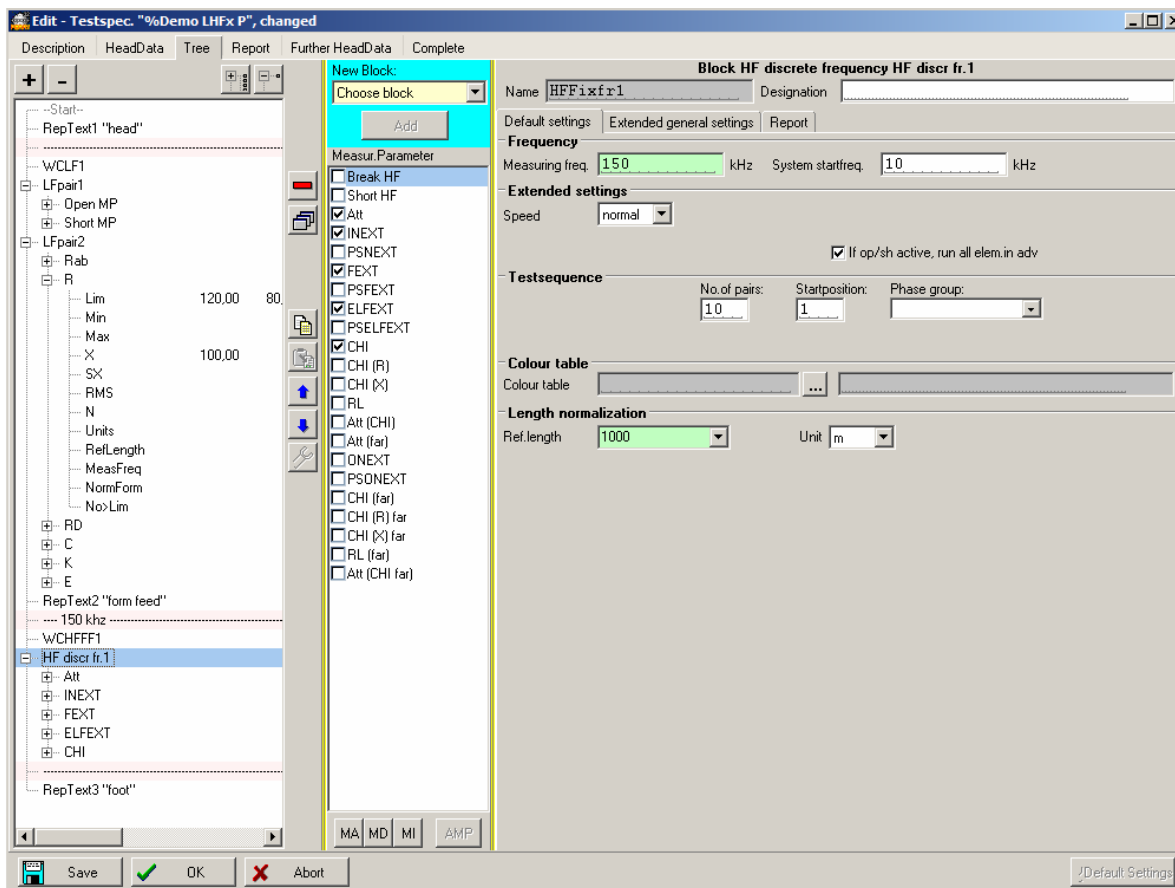 Edit - Testspec. "%Demo LHFx P", changed
Description HeadData Tree Report Further HeadData Complete
+ -
--Start--
RepText1 "head"
WCLF1
LFpair1
Open MP
Short MP
LFpair2
Rab
R
Lim 120,00 80,
Min
Max
X 100,00
SX
RMS
N
Units
RefLength
MeasFreq
NormForm
No>Lim
RD
C
K
E
RepText2 "form feed"
---- 150 khz ----
WCHFFF1
HF discr fr.1
Att
INEXT
FEXT
ELFEXT
CHI
RepText3 "foot"
New Block:
Choose block
Add
Measur.Parameter
Break HF
Short HF
Att
INEXT
PSNEXT
FEXT
PSFEXT
ELFEXT
PSELFEXT
CHI
CHI (R)
CHI (X)
RL
Att (CHI)
Att (far)
ONEXT
PSONEXT
CHI (far)
CHI (R) far
CHI (X) far
RL (far)
Att (CHI far)
MA MD MI AMP
Block HF discrete frequency HF discr fr.1
Name HFFixfr1 Designation
Default settings Extended general settings Report
Frequency
Measuring freq. 150 kHz System startfreq. 10 kHz
Extended settings
Speed normal
If op/sh active, run all elem.in adv
Testsequence
No.of pairs: Startposition: Phase group:
10 1
Colour table
Colour table ...
Length normalization
Ref.length 1000 Unit m
Save OK Abort Default Settings